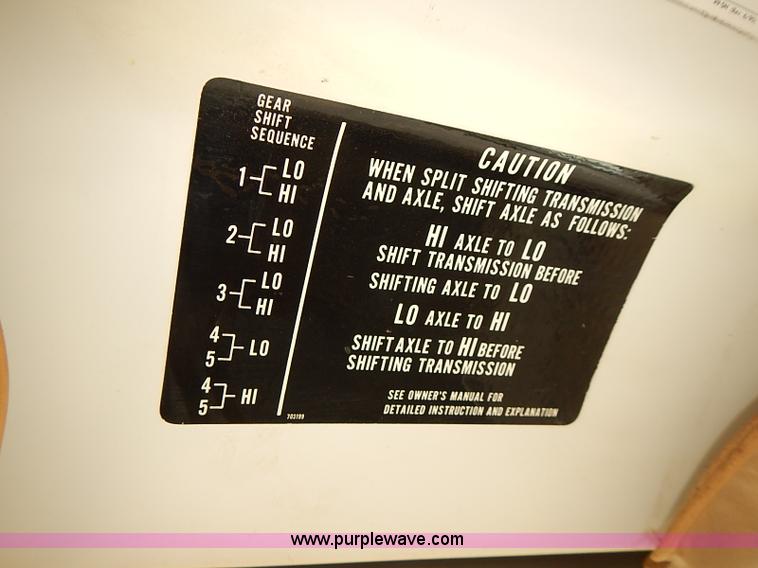 GEAR
SHIFT
SEQUENCE
1 LO
HI
2 LO
HI
3 LO
HI
4
5 LO
4
5 HI
703199
CAUTION
WHEN SPLIT SHIFTING TRANSMISSION
AND AXLE, SHIFT AXLE AS FOLLOWS:
HI AXLE TO LO
SHIFT TRANSMISSION BEFORE
SHIFTING AXLE TO LO
LO AXLE TO HI
SHIFT AXLE TO HI BEFORE
SHIFTING TRANSMISSION
SEE OWNER'S MANUAL FOR
DETAILED INSTRUCTION AND EXPLANATION
www.purplewave.com